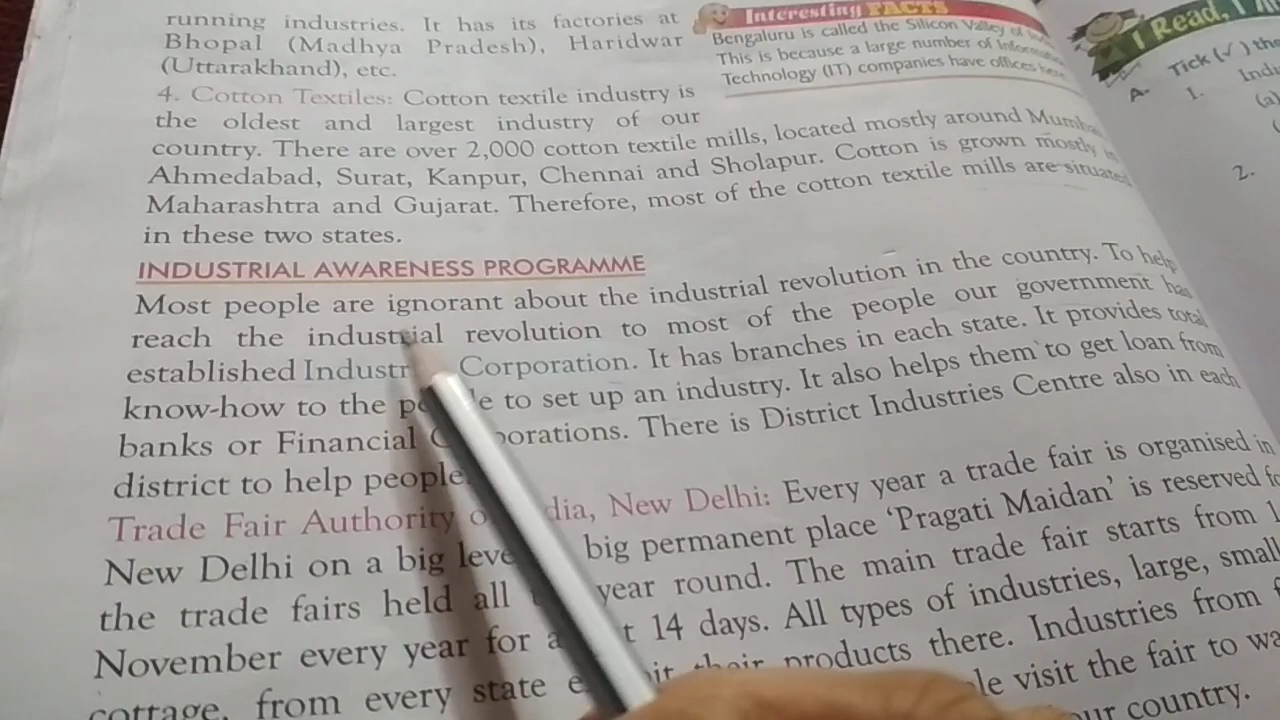 running industries. It has its factories at
Bhopal (Madhya Pradesh), Haridwar
(Uttarakhand), etc.
Interesting FACTS
Bengaluru is called the Silicon Valley of
This is because a large number of
Technology (IT) companies have offices here.
4. Cotton Textiles: Cotton textile industry is
the oldest and largest industry of our
country. There are over 2,000 cotton textile mills, located mostly around
Ahmedabad, Surat, Kanpur, Chennai and Sholapur. Cotton is grown mostly in
Maharashtra and Gujarat. Therefore, most of the cotton textile mills are situated
in these two states.
INDUSTRIAL AWARENESS PROGRAMME
Most people are ignorant about the industrial revolution in the country. To help
reach the industrial revolution to most of the people our government has
established Corporation. It has branches in each state. It provides total
know-how to the to set up an industry. It also helps them to get loan from
banks or Financial There is District Industries Centre also in each
district to help people.
Trade Fair Authority New Delhi: Every year a trade fair is organised in
New Delhi on a big big permanent place 'Pragati Maidan' is reserved
the trade fairs held all year round. The main trade fair starts from
November every year for 14 days. All types of industries, large, small
cottage, from every state their products there. Industries from
visit the fair to
country.
I Read,
A. Tick (✓)
1.
(a)
2.